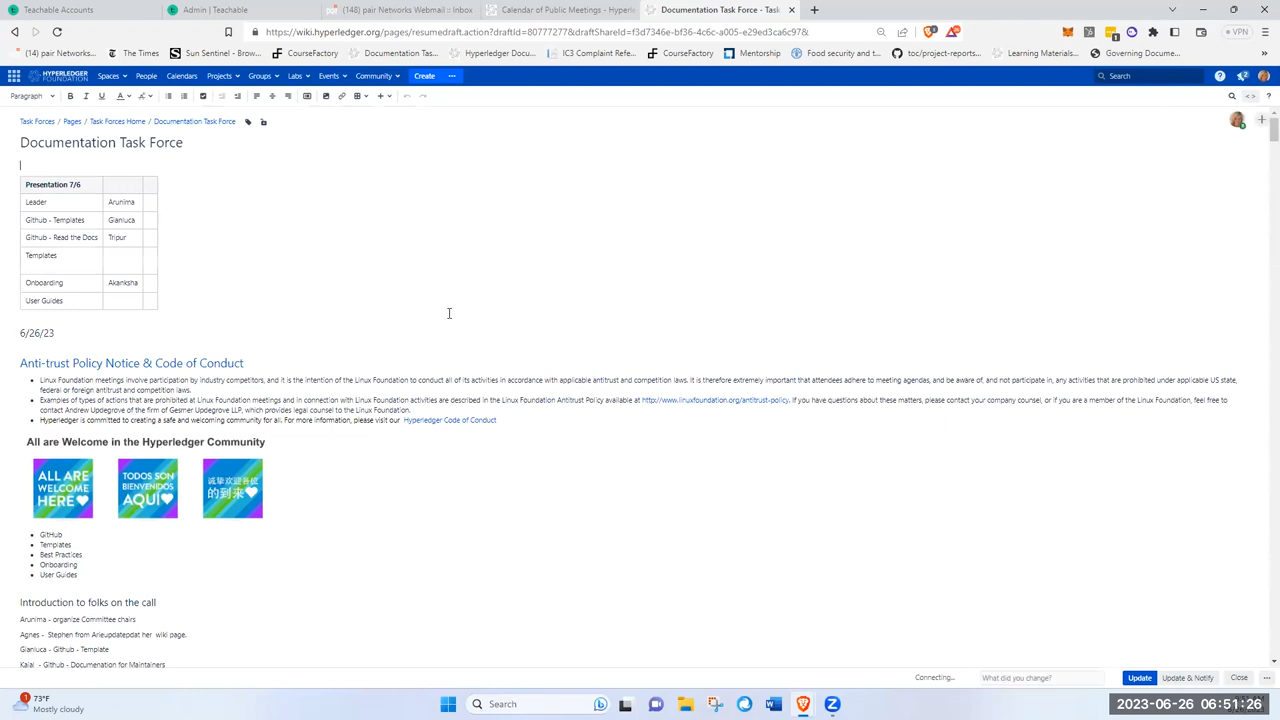 Teachable Accounts
Admin | Teachable
(148) pair Networks Webmail :: Inbox
Calendar of Public Meetings - Hyperle
Documentation Task Force - Task
https://wiki.hyperledger.org/pages/resumedraft.action?draftId=80777277&draftShareId=f3d7346e-bf36-4c6c-a005-e29ed3ca6c97&
VPN
(14) pair Networks...
The Times
Sun Sentinel - Brow...
CourseFactory
Documentation Tas...
Hyperledger Docu...
IC3 Complaint Refe...
CourseFactory
Mentorship
Food security and t...
toc/project-reports...
Learning Materials...
Governing Docume...
HYPERLEDGER FOUNDATION
Spaces
People
Calendars
Projects
Groups
Labs
Events
Community
Create
Search
Paragraph
Task Forces / Pages / Task Forces Home / Documentation Task Force
Documentation Task Force
Presentation 7/6
Leader Arunima
Github - Templates Gianluca
Github - Read the Docs Tripur
Templates
Onboarding Akanksha
User Guides
6/26/23
Anti-trust Policy Notice & Code of Conduct
• Linux Foundation meetings involve participation by industry competitors, and it is the intention of the Linux Foundation to conduct all of its activities in accordance with applicable antitrust and competition laws. It is therefore extremely important that attendees adhere to meeting agendas, and be aware of, and not participate in, any activities that are prohibited under applicable US state,
federal or foreign antitrust and competition laws.
• Examples of types of actions that are prohibited at Linux Foundation meetings and in connection with Linux Foundation activities are described in the Linux Foundation Antitrust Policy available at http://www.linuxfoundation.org/antitrust-policy. If you have questions about these matters, please contact your company counsel, or if you are a member of the Linux Foundation, feel free to
contact Andrew Updegrove of the firm of Gesmer Updegrove LLP, which provides legal counsel to the Linux Foundation.
• Hyperledger is committed to creating a safe and welcoming community for all. For more information, please visit our Hyperledger Code of Conduct
All are Welcome in the Hyperledger Community
ALL ARE
WELCOME
HERE
TODOS SON
BIENVENIDOS
AQUÍ
诚挚欢迎各位
的到来
• GitHub
• Templates
• Best Practices
• Onboarding
• User Guides
Introduction to folks on the call
Arunima - organize Committee chairs
Agnes - Stephen from Arieupdatepdat her wiki page.
Gianluca - Github - Template
Kalai - Github - Documentation for Maintainers
Connecting...
What did you change?
Update
Update & Notify
Close
1
73°F
Mostly cloudy
Search
2023-06-26 06:51:26